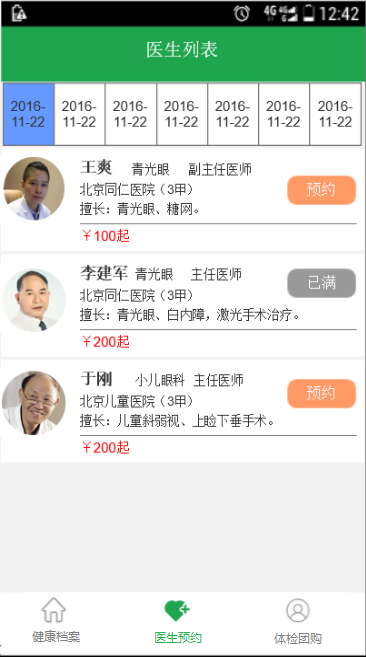 4G 4G G 12:42
医生列表
2016-11-22 2016-11-22 2016-11-22 2016-11-22 2016-11-22 2016-11-22 2016-11-22
王爽 青光眼 副主任医师
北京同仁医院（3甲）
预约
擅长：青光眼、糖网。
￥100起
李建军 青光眼 主任医师
北京同仁医院（3甲）
已满
擅长：青光眼、白内障，激光手术治疗。
￥200起
于刚 小儿眼科 主任医师
北京儿童医院（3甲）
预约
擅长：儿童斜弱视、上睑下垂手术。
￥200起
健康档案 医生预约 体检团购